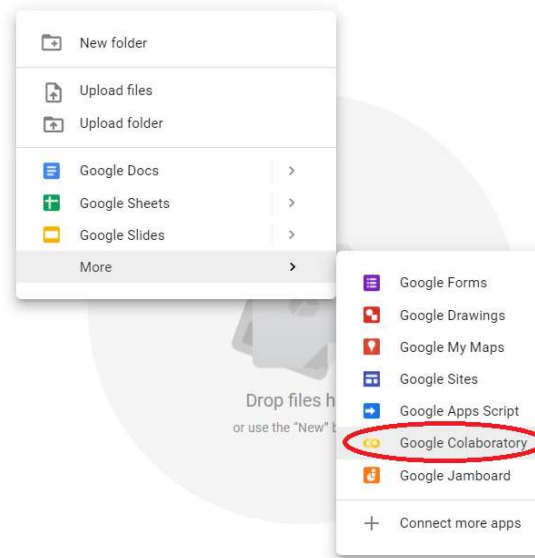 New folder
Upload files
Upload folder
Google Docs
Google Sheets
Google Slides
More
Google Forms
Google Drawings
Google My Maps
Google Sites
Google Apps Script
Google Colaboratory
Google Jamboard
Connect more apps
Drop files h
or use the "New" b